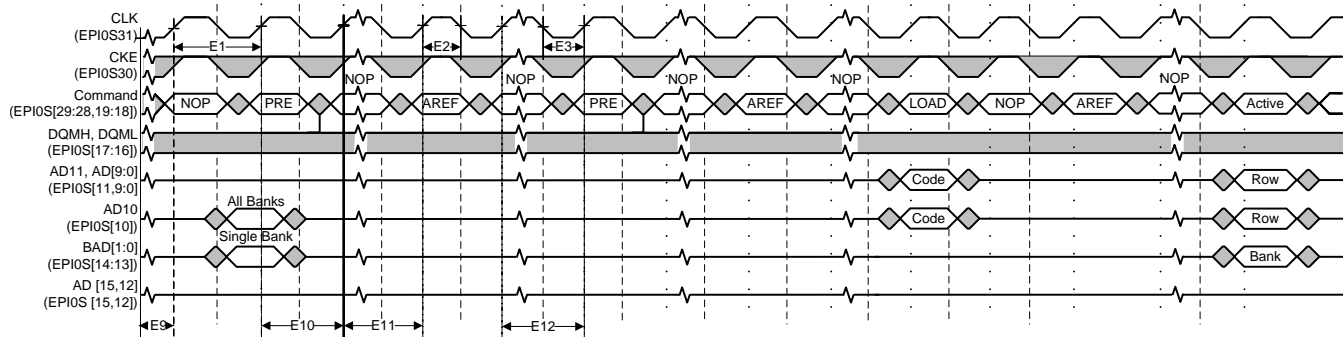 CLK
(EPI0S31)
E1
E2
E3
CKE
(EPI0S30)
NOP
NOP
NOP
NOP
NOP
Command
(EPI0S[29:28,19:18])
NOP
PRE
AREF
PRE
AREF
LOAD
NOP
AREF
Active
DQMH, DQML
(EPI0S[17:16])
AD11, AD[9:0]
(EPI0S[11,9:0]
Code
Row
All Banks
AD10
(EPI0S[10])
Code
Row
Single Bank
BAD[1:0]
(EPI0S[14:13])
Bank
AD [15,12]
(EPI0S [15,12])
E9
E10
E11
E12